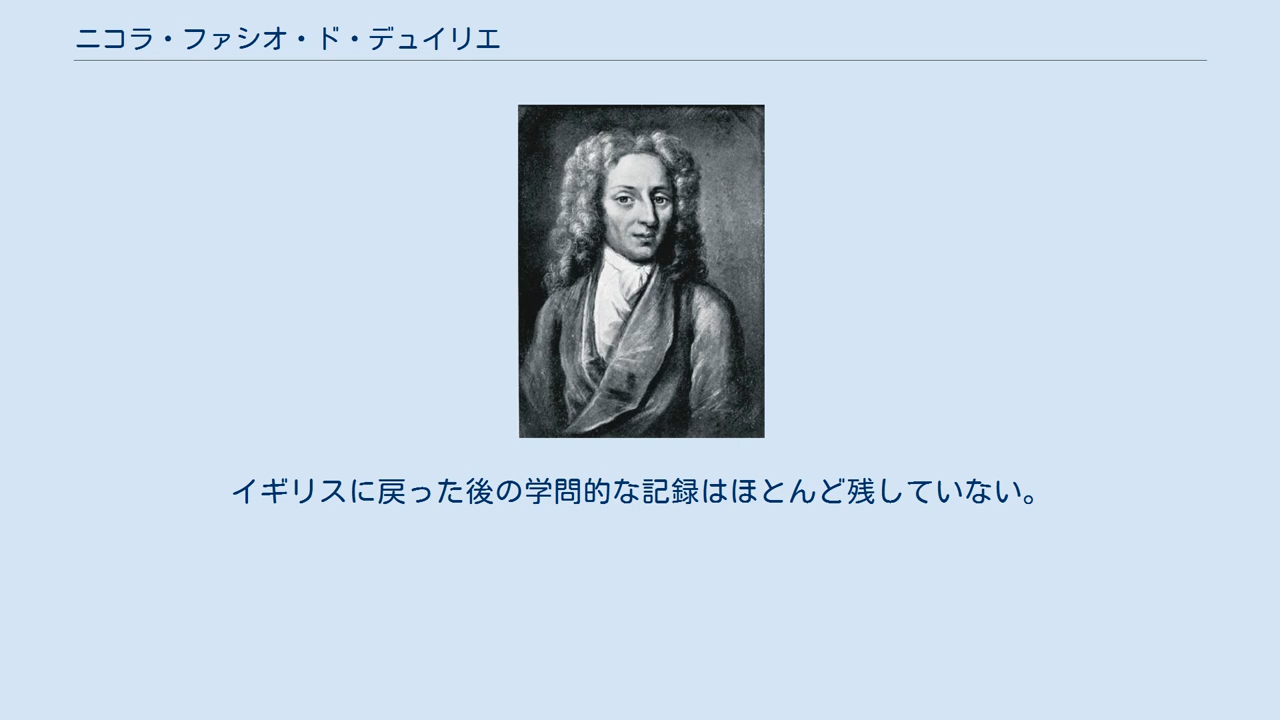 ニコラ・ファシオ・ド・デュイリエ
イギリスに戻った後の学問的な記録はほとんど残していない。